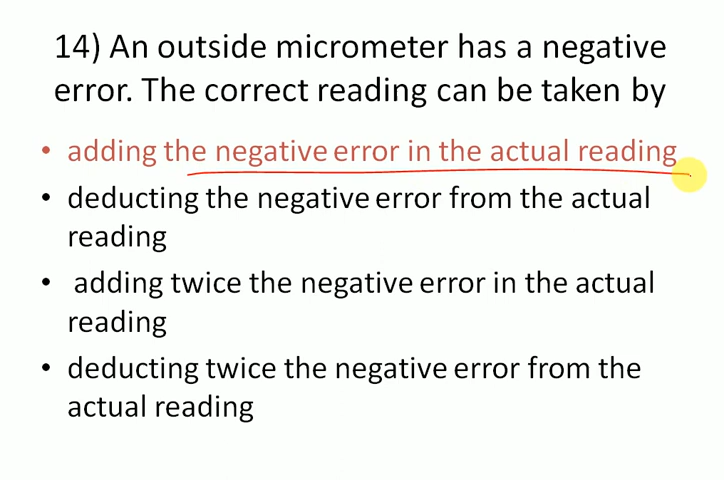 14) An outside micrometer has a negative
error. The correct reading can be taken by
• adding the negative error in the actual reading
• deducting the negative error from the actual
reading
• adding twice the negative error in the actual
reading
• deducting twice the negative error from the
actual reading